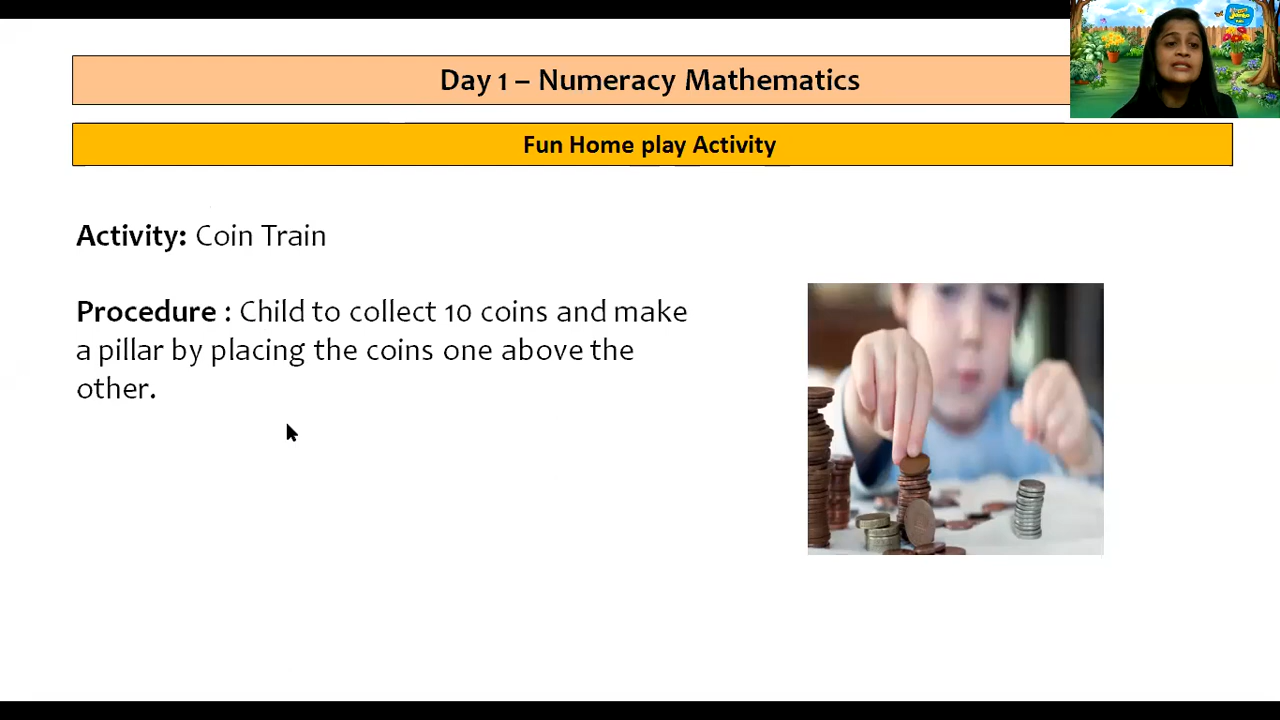 Day 1 – Numeracy Mathematics
Fun Home play Activity
Activity: Coin Train
Procedure : Child to collect 10 coins and make
a pillar by placing the coins one above the
other.